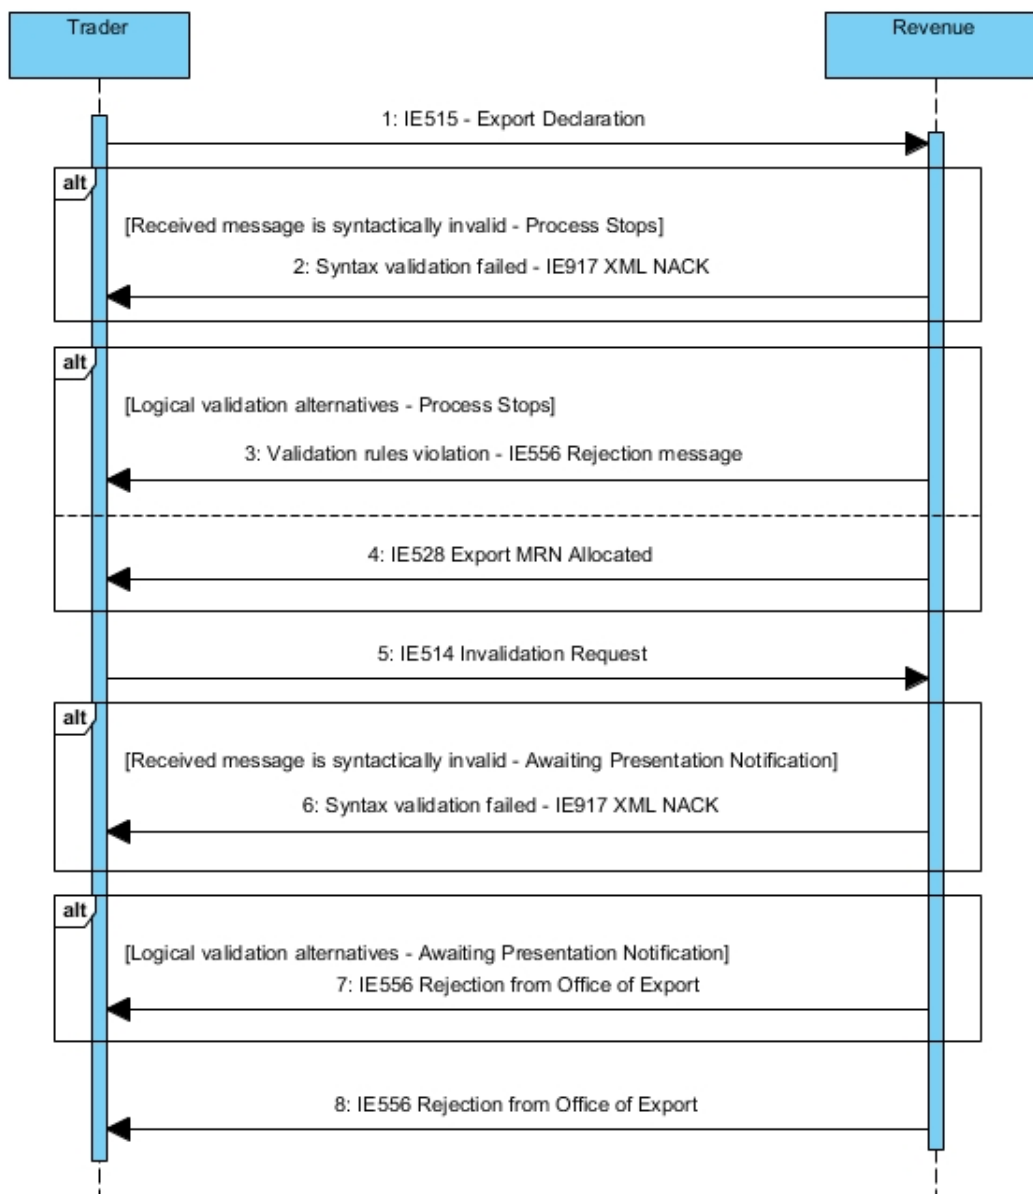 Trader
Revenue
1: IE515 - Export Declaration
alt
[Received message is syntactically invalid - Process Stops]
2: Syntax validation failed - IE917 XML NACK
alt
[Logical validation alternatives - Process Stops]
3: Validation rules violation - IE556 Rejection message
4: IE528 Export MRN Allocated
5: IE514 Invalidation Request
alt
[Received message is syntactically invalid - Awaiting Presentation Notification]
6: Syntax validation failed - IE917 XML NACK
alt
[Logical validation alternatives - Awaiting Presentation Notification]
7: IE556 Rejection from Office of Export
8: IE556 Rejection from Office of Export